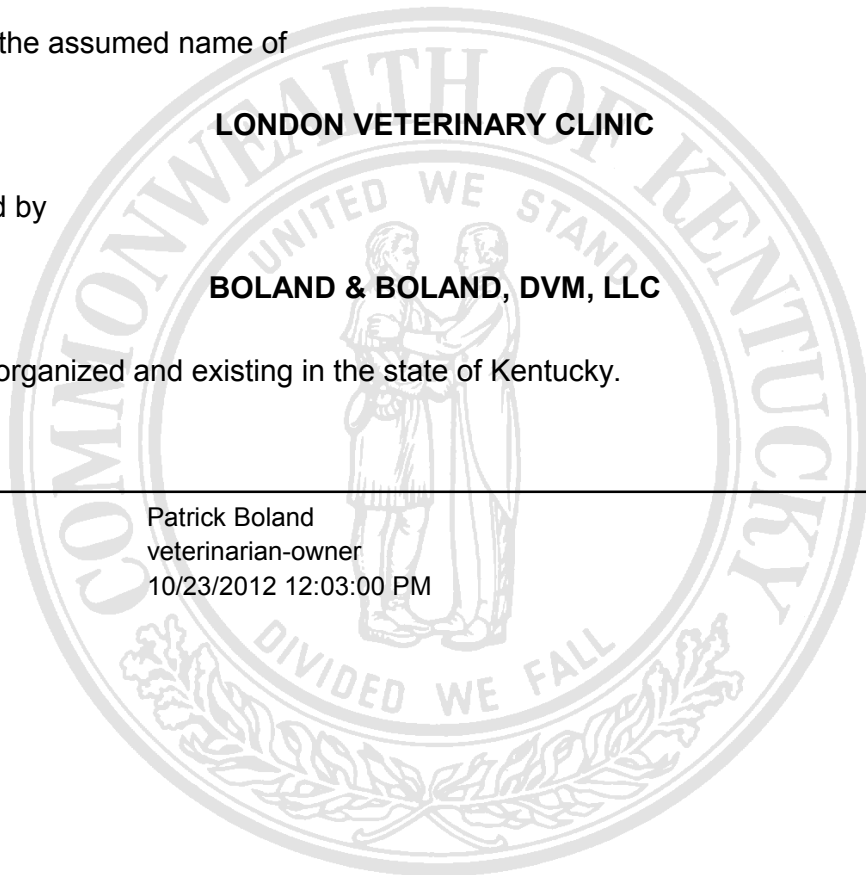 the assumed name of
LONDON VETERINARY CLINIC
d by
BOLAND & BOLAND, DVM, LLC
organized and existing in the state of Kentucky.
Patrick Boland
veterinarian-owner
10/23/2012 12:03:00 PM
COMMONWEALTH OF KENTUCKY
UNITED WE STAND
DIVIDED WE FALL